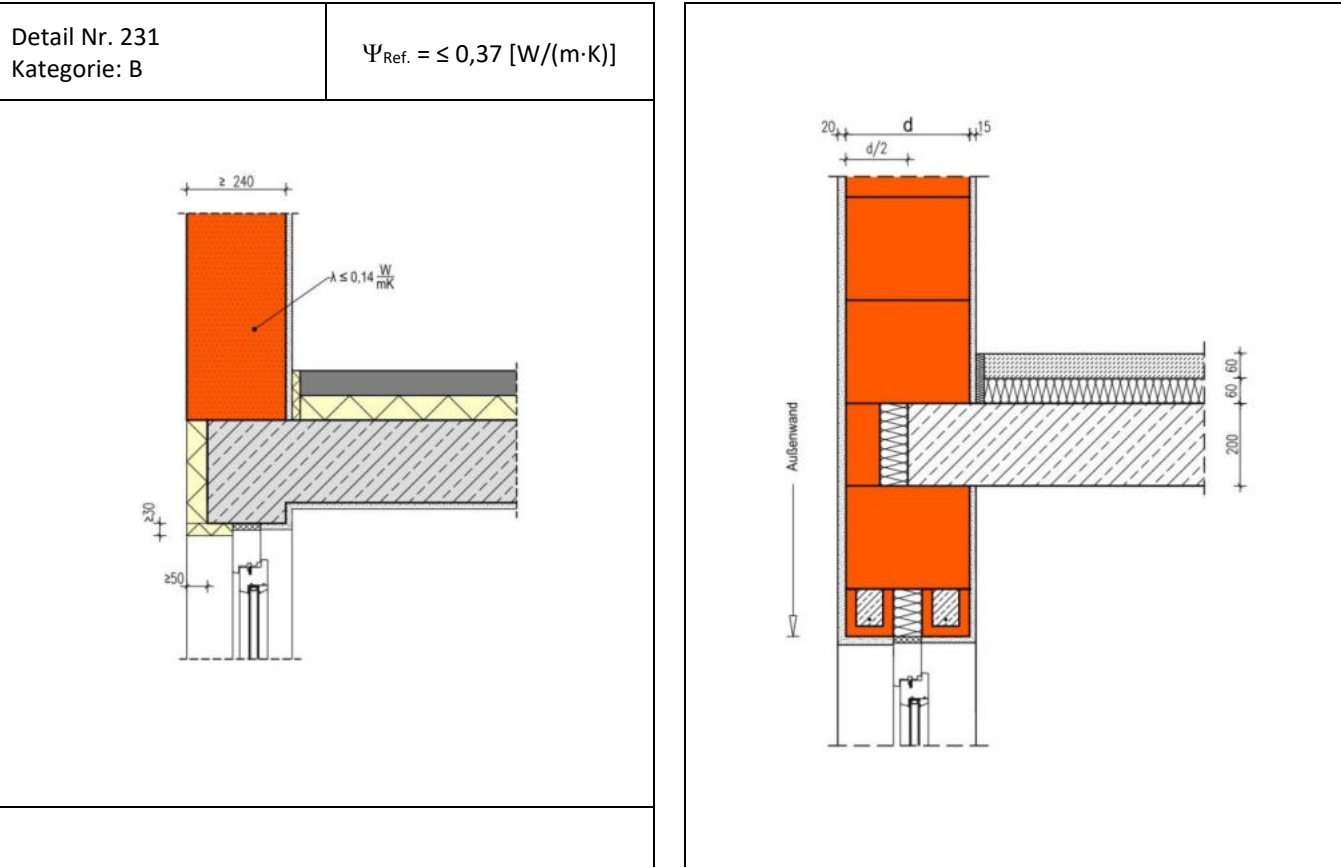 Detail Nr. 231
Kategorie: B
ΨRef. = ≤ 0,37 [W/(m·K)]
≥ 240
λ ≤ 0,14 W/mK
≥30
≥50
20 d 15
d/2
60
60
200
Außenwand